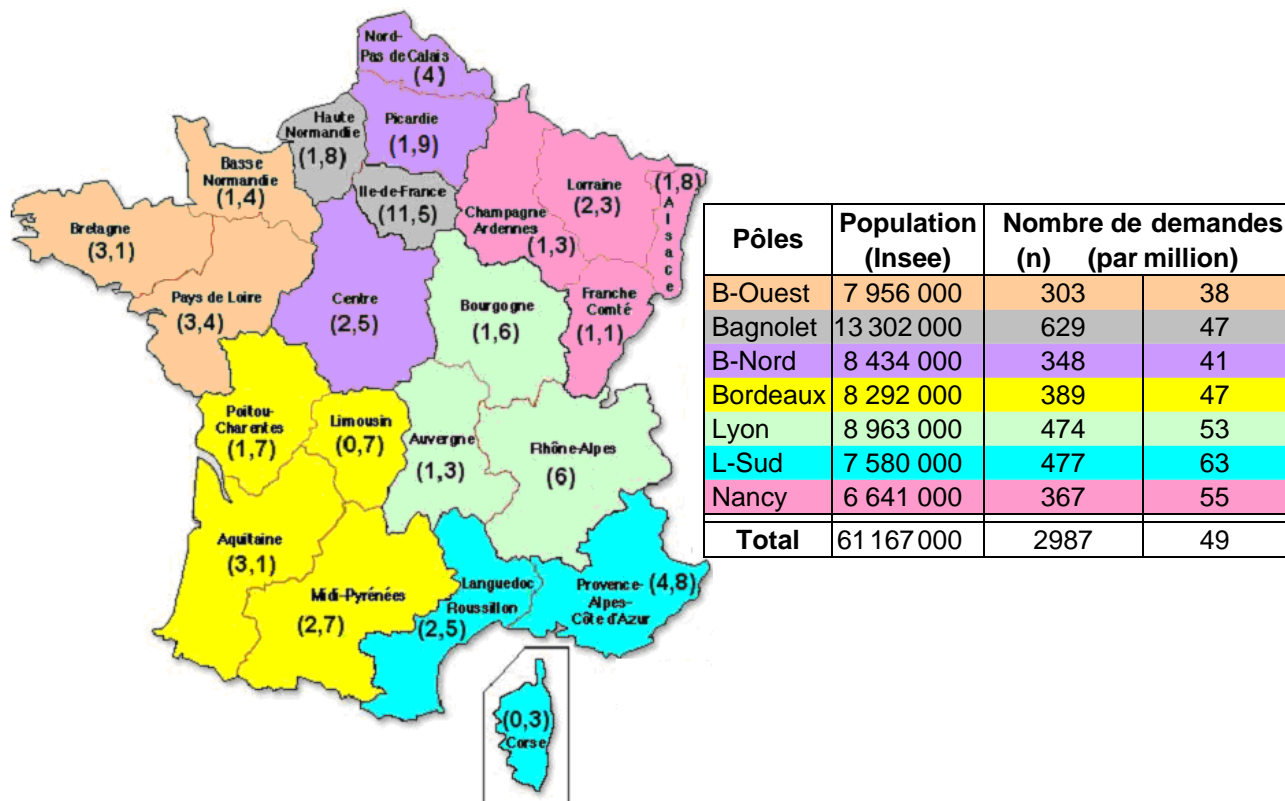 Nord-
Pas de Calais
(4)
Haute
Normandie
(1,8)
Picardie
(1,9)
Basse
Normandie
(1,4)
Ile-de-France
(11,5)
Champagne
Ardennes
(1,3)
Lorraine
(2,3)
(1,8)
Alsace
Bretagne
(3,1)
Pays de Loire
(3,4)
Centre
(2,5)
Bourgogne
(1,6)
Franche
Comté
(1,1)
Poitou-
Charentes
(1,7)
Limousin
(0,7)
Auvergne
(1,3)
Rhône-Alpes
(6)
Aquitaine
(3,1)
Midi-Pyrénées
(2,7)
Languedoc
Roussillon
(2,5)
Provence-
Alpes-
Côte d'Azur
(4,8)
(0,3)
Corse
Pôles Population (Insee) Nombre de demandes
(n) (par million)
B-Ouest 7 956 000 303 38
Bagnolet 13 302 000 629 47
B-Nord 8 434 000 348 41
Bordeaux 8 292 000 389 47
Lyon 8 963 000 474 53
L-Sud 7 580 000 477 63
Nancy 6 641 000 367 55
Total 61 167 000 2987 49